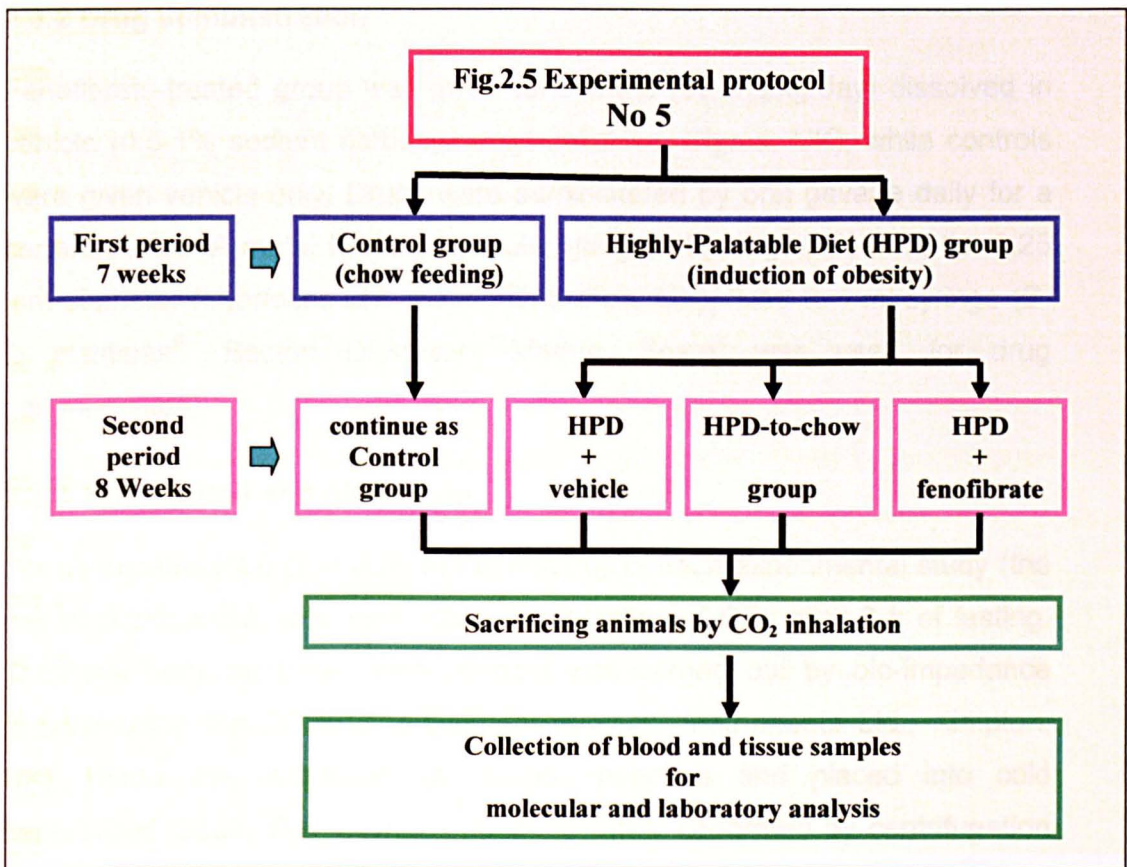 Fig.2.5 Experimental protocol
No 5
First period
7 weeks
Control group
(chow feeding)
Highly-Palatable Diet (HPD) group
(induction of obesity)
Second
period
8 Weeks
continue as
Control
group
HPD
+
vehicle
HPD-to-chow
group
HPD
+
fenofibrate
Sacrificing animals by CO₂ inhalation
Collection of blood and tissue samples
for
molecular and laboratory analysis